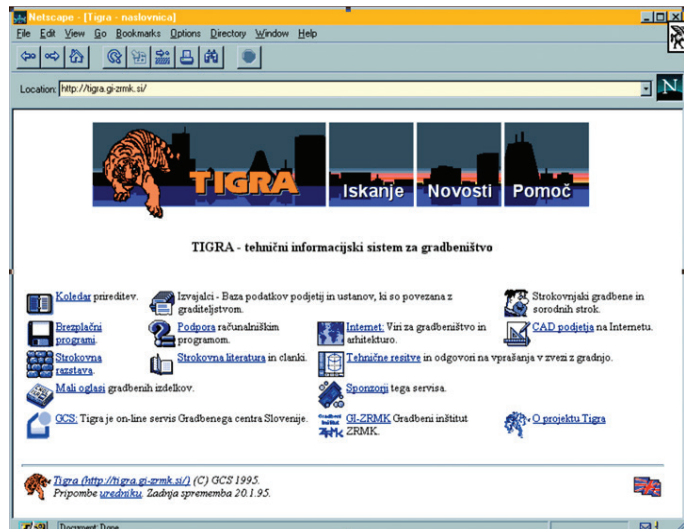 Netscape - [Tigra - naslovnica]
File Edit View Go Bookmarks Options Directory Window Help
Location: http://tigra.gi-zrmk.si/
N
TIGRA
Iskanje Novosti Pomoč
TIGRA - tehnični informacijski sistem za gradbeništvo
Koledar prireditev.
Izvajalci - Baza podatkov podjetij in ustanov, ki so povezana z
graditeljstvom.
Strokovnjaki gradbene in
sorodnih strok.
Brezplačni
programi.
Podpora računalniškim
programom.
Internet: Viri za gradbeništvo in
arhitekturo.
CAD podjetja na Internetu.
Strokovna
razstava.
Strokovna literatura in clanki.
Tehnične resitve in odgovori na vprašanja v zvezi z gradnjo.
Mali oglasi gradbenih izdelkov.
Sponzorji tega servisa.
GCS: Tigra je on-line servis Gradbenega centra Slovenije.
Gradbeni
inštitut
ZRMK
GI-ZRMK Gradbeni inštitut
ZRMK.
O projektu Tigra
Tigra (http://tigra.gi-zrmk.si/) (C) GCS 1995.
Pripombe uredniku. Zadnja sprememba 20.1.95.
Document: Done